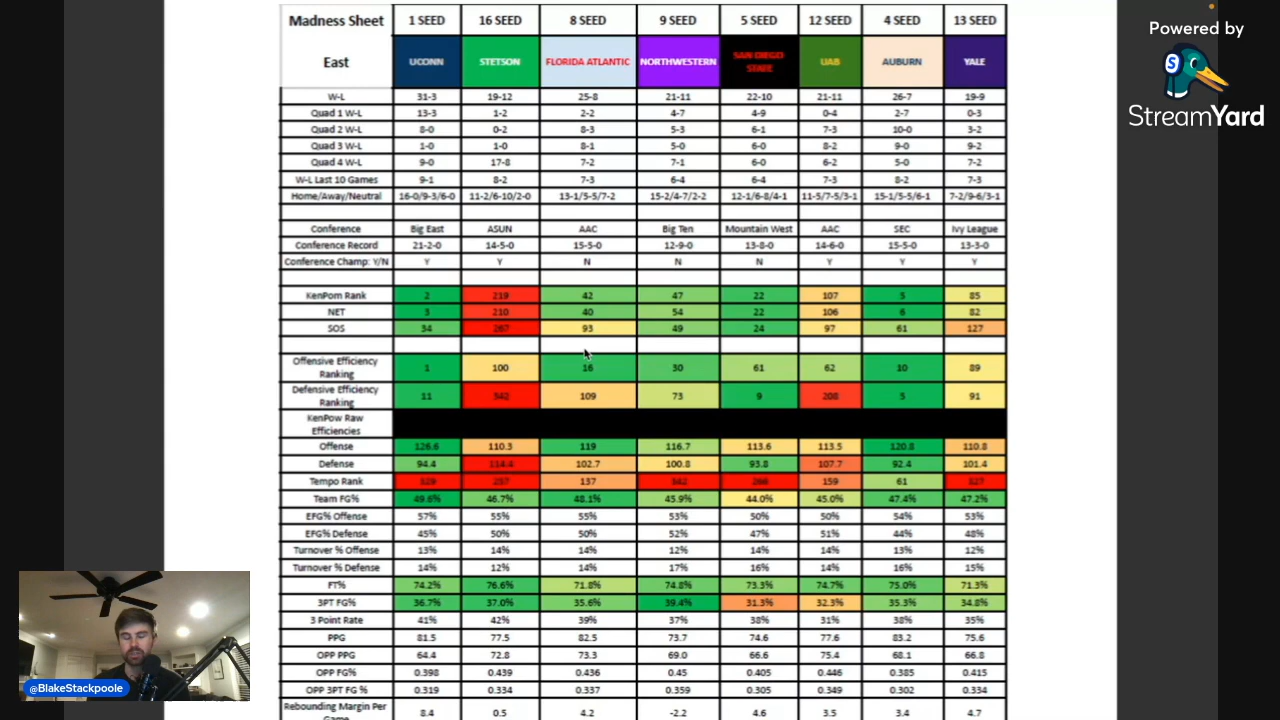 Madness Sheet 1 SEED 16 SEED 8 SEED 9 SEED 5 SEED 12 SEED 4 SEED 13 SEED
East UCONN STETSON FLORIDA ATLANTIC NORTHWESTERN SAN DIEGO STATE UAB AUBURN YALE
W-L 31-3 19-12 25-8 21-11 22-10 21-11 26-7 19-9
Quad 1 W-L 13-3 1-2 2-2 4-7 4-9 0-4 2-7 0-3
Quad 2 W-L 8-0 0-2 8-3 5-3 6-1 7-3 10-0 3-2
Quad 3 W-L 1-0 1-0 8-1 5-0 6-0 8-2 9-0 9-2
Quad 4 W-L 9-0 17-8 7-2 7-1 6-0 6-2 5-0 7-2
W-L Last 10 Games 9-1 8-2 7-3 6-4 6-4 7-3 8-2 7-3
Home/Away/Neutral 16-0/9-3/6-0 11-2/6-10/2-0 13-1/5-5/7-2 15-2/4-7/2-2 12-1/6-8/4-1 11-5/7-5/3-1 15-1/5-5/6-1 7-2/9-6/3-1
Conference Big East ASUN AAC Big Ten Mountain West AAC SEC Ivy League
Conference Record 21-2-0 14-5-0 15-5-0 12-9-0 13-8-0 14-6-0 15-5-0 13-3-0
Conference Champ: Y/N Y Y N N N Y Y Y
KenPom Rank 2 219 42 47 22 107 5 85
NET 3 210 40 54 22 106 6 82
SOS 34 267 93 49 24 97 61 127
Offensive Efficiency Ranking 1 100 16 30 61 62 10 89
Defensive Efficiency Ranking 11 342 109 73 9 208 5 91
KenPow Raw Efficiencies
Offense 126.6 110.3 119 116.7 113.6 113.5 120.8 110.8
Defense 94.4 114.4 102.7 100.8 93.8 107.7 92.4 101.4
Tempo Rank 329 257 137 342 266 159 61 327
Team FG% 49.6% 46.7% 48.1% 45.9% 44.0% 45.0% 47.4% 47.2%
EFG% Offense 57% 55% 55% 53% 50% 50% 54% 53%
EFG% Defense 45% 50% 50% 52% 47% 51% 44% 48%
Turnover % Offense 13% 14% 14% 12% 14% 14% 13% 12%
Turnover % Defense 14% 12% 14% 17% 16% 14% 16% 15%
FT% 74.2% 76.6% 71.8% 74.8% 73.3% 74.7% 75.0% 71.3%
3PT FG% 36.7% 37.0% 35.6% 39.4% 31.3% 32.3% 35.3% 34.8%
3 Point Rate 41% 42% 39% 37% 38% 31% 38% 35%
PPG 81.5 77.5 82.5 73.7 74.6 77.6 83.2 75.6
OPP PPG 64.4 72.8 73.3 69.0 66.6 75.4 68.1 66.8
OPP FG% 0.398 0.439 0.436 0.45 0.405 0.446 0.385 0.415
OPP 3PT FG % 0.319 0.334 0.337 0.359 0.305 0.349 0.302 0.334
Rebounding Margin Per Game 8.4 0.5 4.2 -2.2 4.6 3.5 3.4 4.7
Powered by
S
StreamYard
@BlakeStackpoole